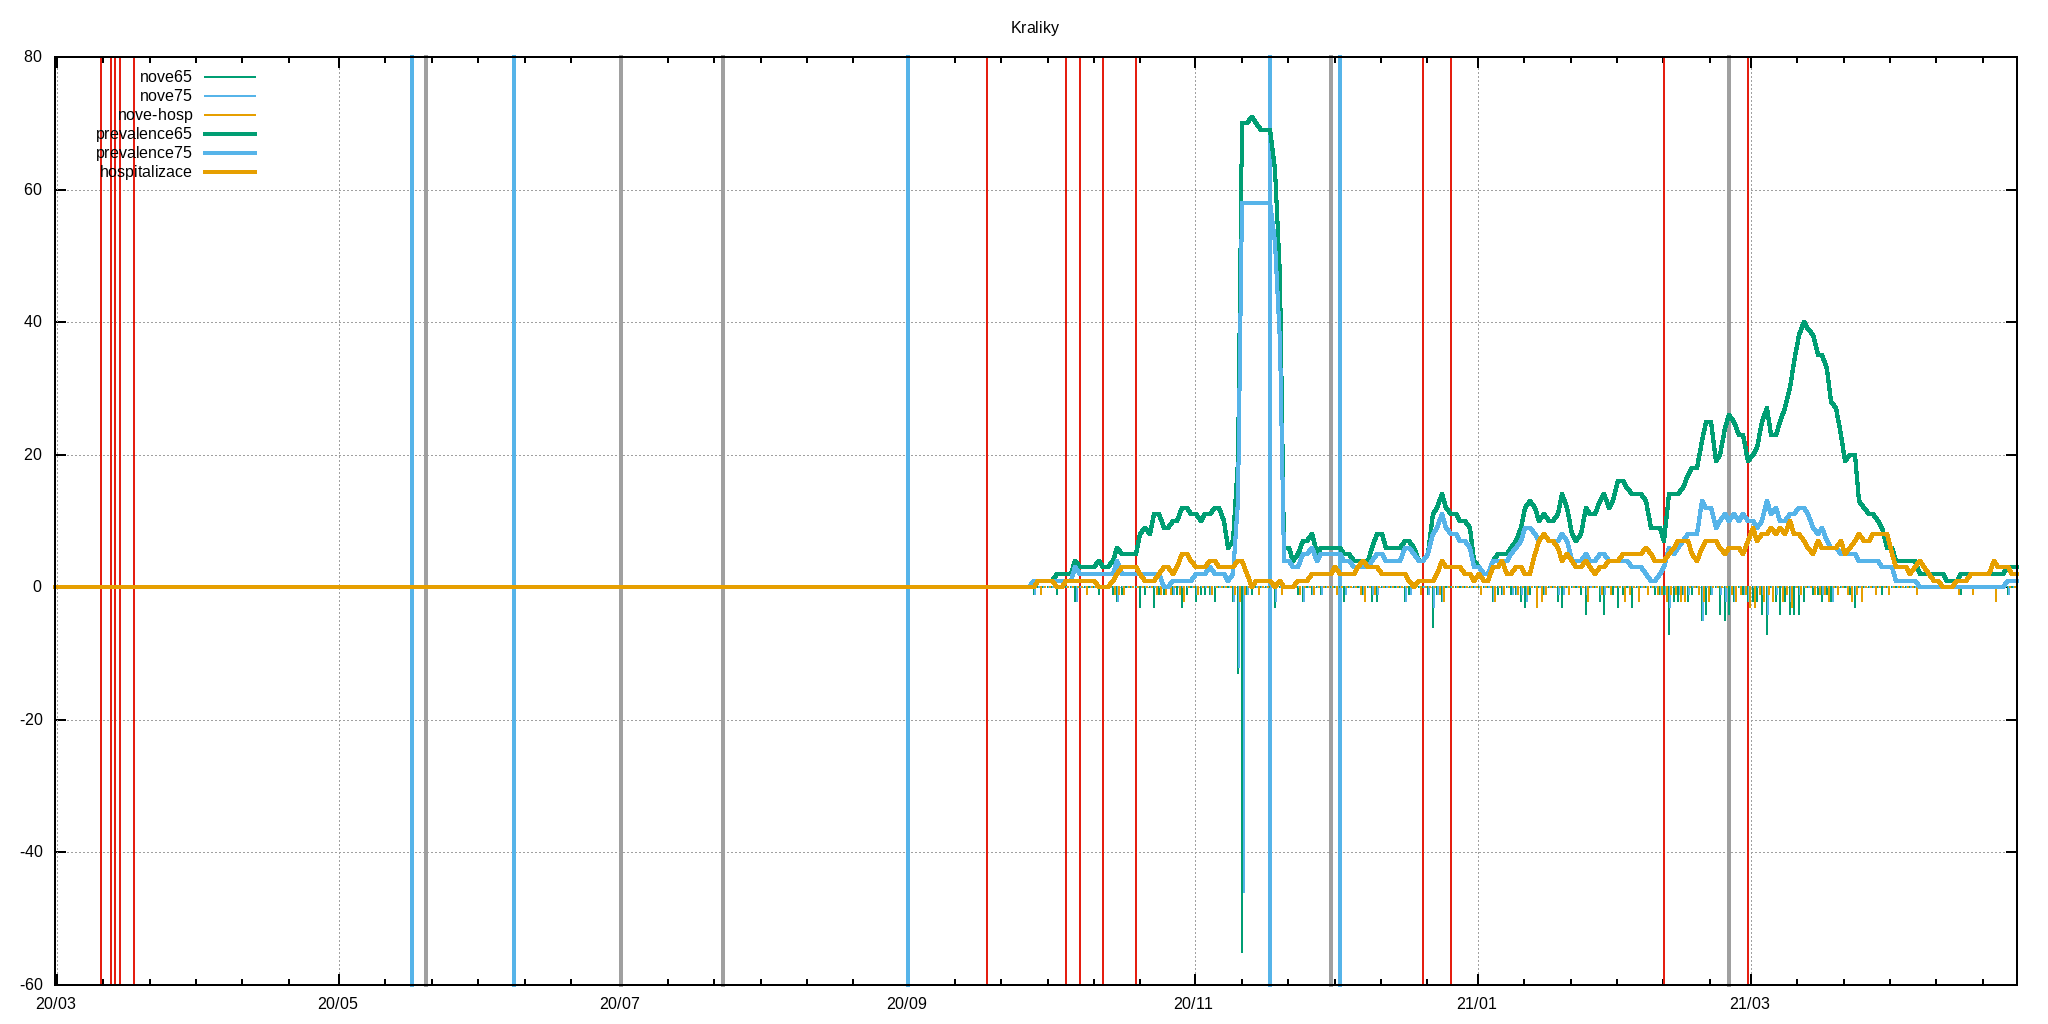 Kraliky
80
60
40
20
0
-20
-40
-60
nove65
nove75
nove-hosp
prevalence65
prevalence75
hospitalizace
20/03 20/05 20/07 20/09 20/11 21/01 21/03